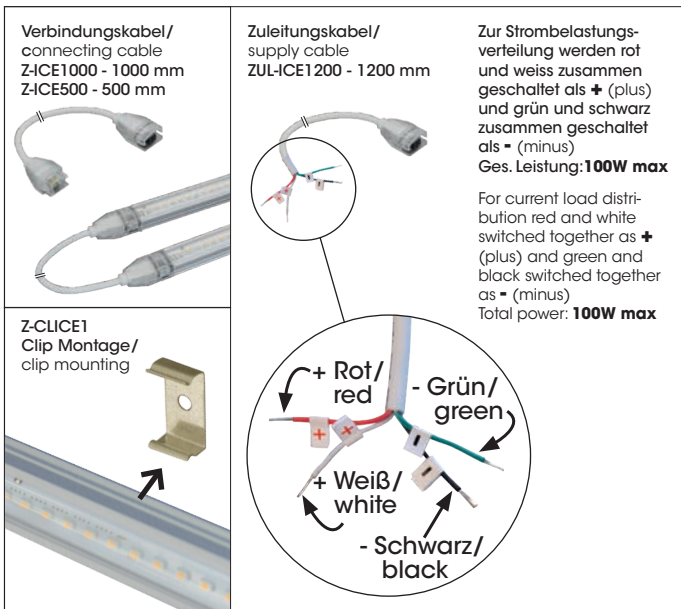 Verbindungskabel/
connecting cable
Z-ICE1000 - 1000 mm
Z-ICE500 - 500 mm
Zuleitungskabel/
supply cable
ZUL-ICE1200 - 1200 mm
Zur Strombelastungs-
verteilung werden rot
und weiss zusammen
geschaltet als + (plus)
und grün und schwarz
zusammen geschaltet
als - (minus)
Ges. Leistung:100W max
For current load distri-
bution red and white
switched together as +
(plus) and green and
black switched together
as - (minus)
Total power: 100W max
Z-CLICE1
Clip Montage/
clip mounting
+ Rot/
red
- Grün/
green
+ Weiß/
white
- Schwarz/
black